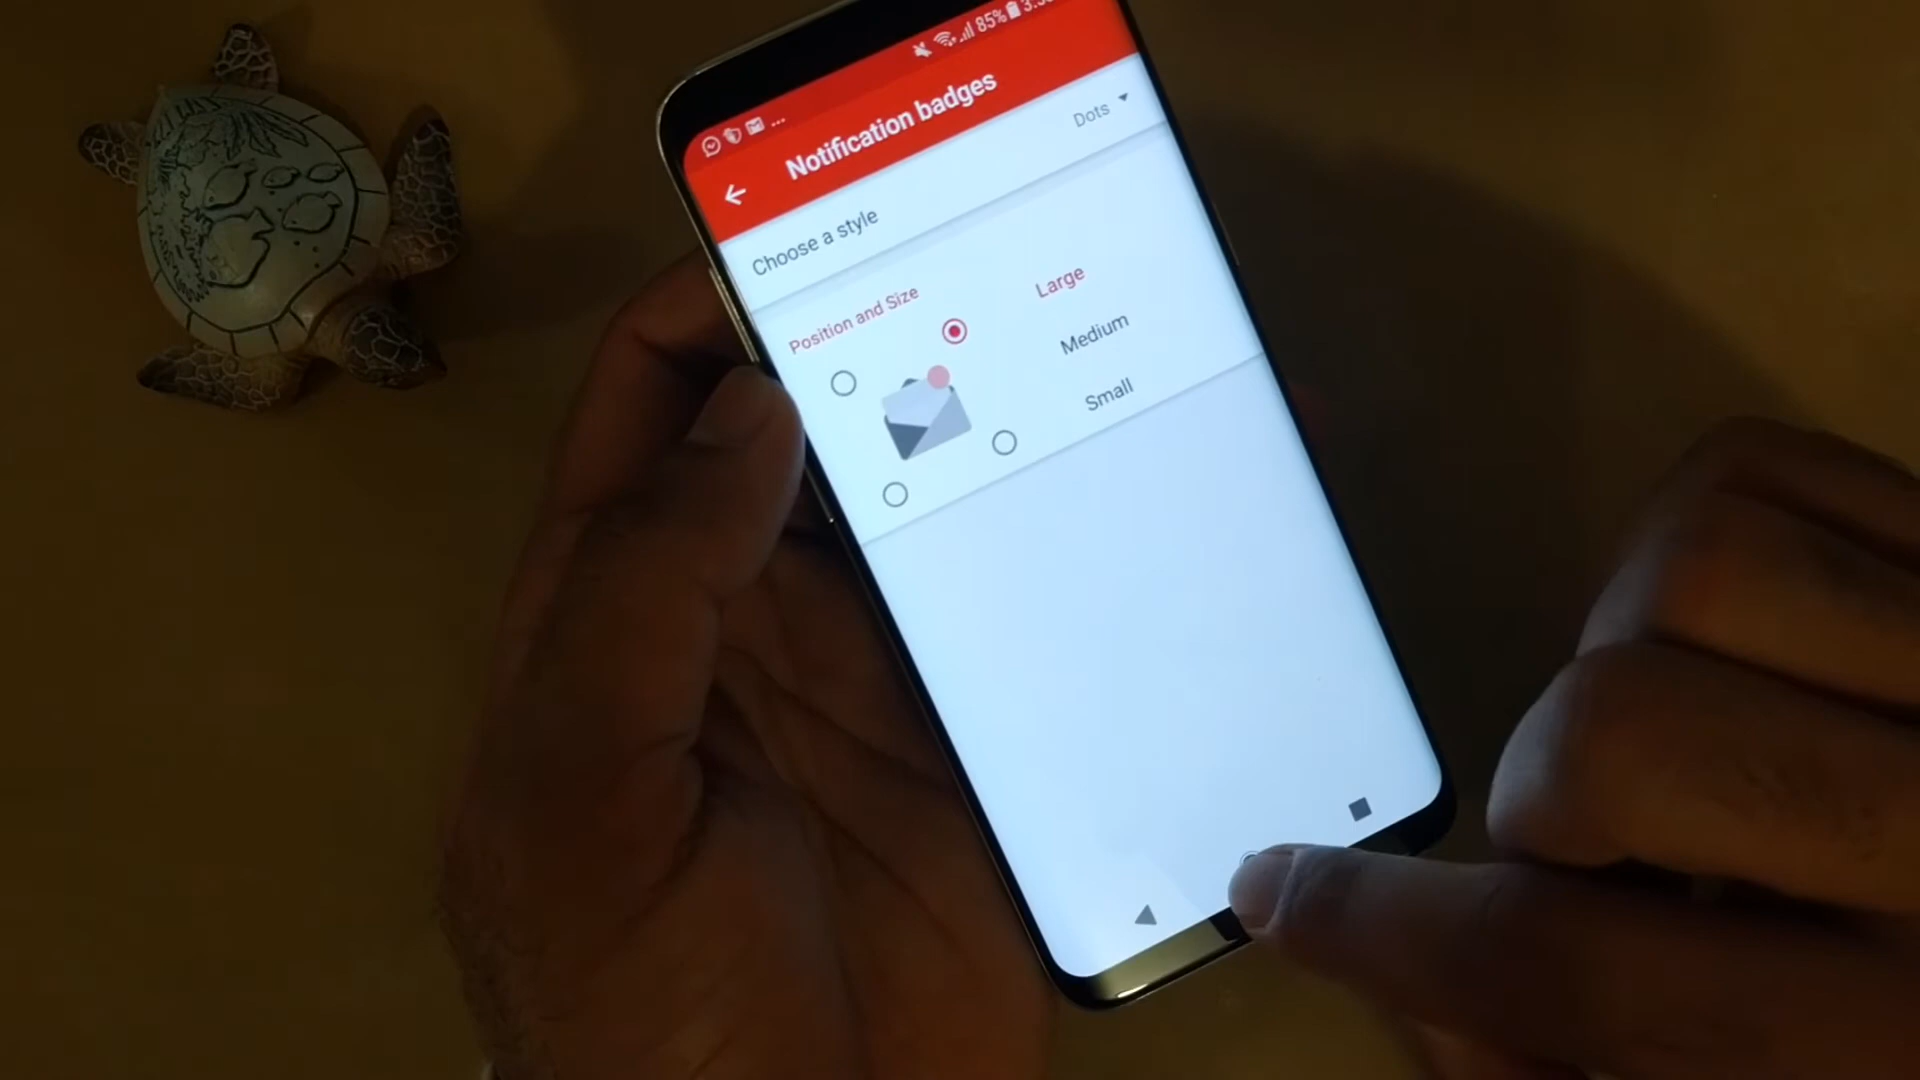 85%
Notification badges
Choose a style
Dots
Position and Size
Large
Medium
Small